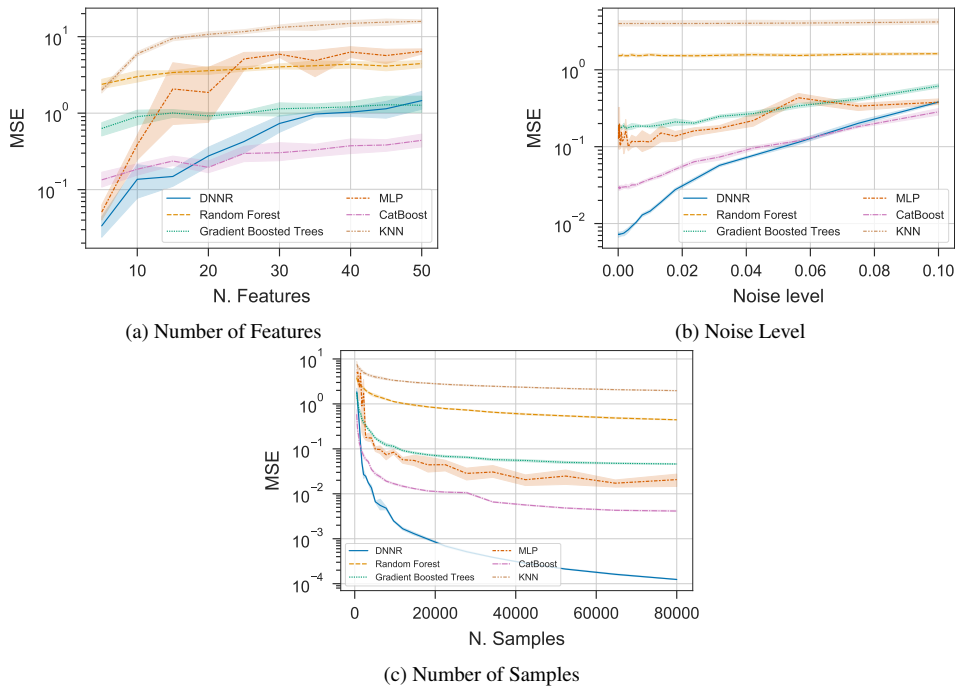 MSE
10^1
10^0
10^-1
DNNR
Random Forest
Gradient Boosted Trees
MLP
CatBoost
KNN
10 20 30 40 50
N. Features
(a) Number of Features
MSE
10^0
10^-1
10^-2
DNNR
Random Forest
Gradient Boosted Trees
MLP
CatBoost
KNN
0.00 0.02 0.04 0.06 0.08 0.10
Noise level
(b) Noise Level
MSE
10^1
10^0
10^-1
10^-2
10^-3
10^-4
DNNR
Random Forest
Gradient Boosted Trees
MLP
CatBoost
KNN
0 20000 40000 60000 80000
N. Samples
(c) Number of Samples